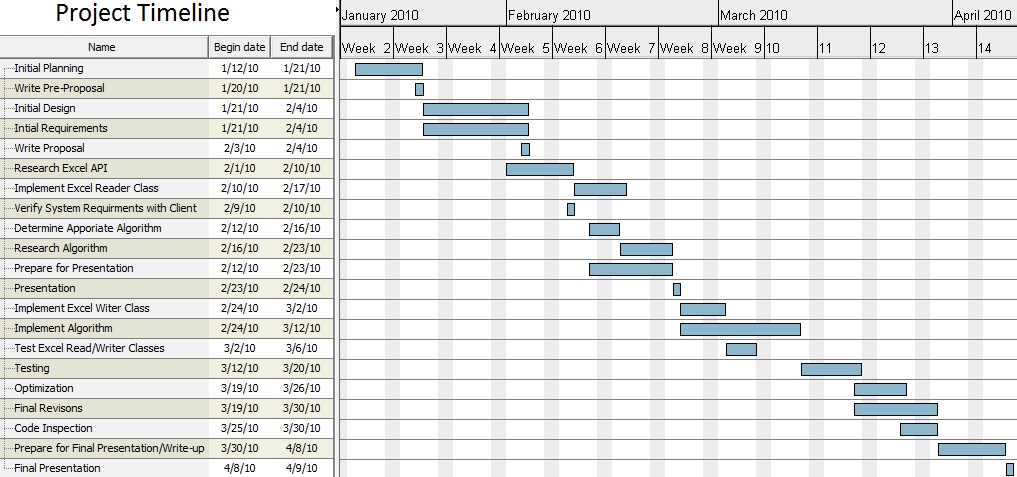 Project Timeline
January 2010 February 2010 March 2010 April 2010
Name Begin date End date Week 2 Week 3 Week 4 Week 5 Week 6 Week 7 Week 8 Week 9 10 11 12 13 14
Initial Planning 1/12/10 1/21/10
Write Pre-Proposal 1/20/10 1/21/10
Initial Design 1/21/10 2/4/10
Intial Requirements 1/21/10 2/4/10
Write Proposal 2/3/10 2/4/10
Research Excel API 2/1/10 2/10/10
Implement Excel Reader Class 2/10/10 2/17/10
Verify System Requirments with Client 2/9/10 2/10/10
Determine Apporiate Algorithm 2/12/10 2/16/10
Research Algorithm 2/16/10 2/23/10
Prepare for Presentation 2/12/10 2/23/10
Presentation 2/23/10 2/24/10
Implement Excel Witer Class 2/24/10 3/2/10
Implement Algorithm 2/24/10 3/12/10
Test Excel Read/Writer Classes 3/2/10 3/6/10
Testing 3/12/10 3/20/10
Optimization 3/19/10 3/26/10
Final Revisons 3/19/10 3/30/10
Code Inspection 3/25/10 3/30/10
Prepare for Final Presentation/Write-up 3/30/10 4/8/10
Final Presentation 4/8/10 4/9/10